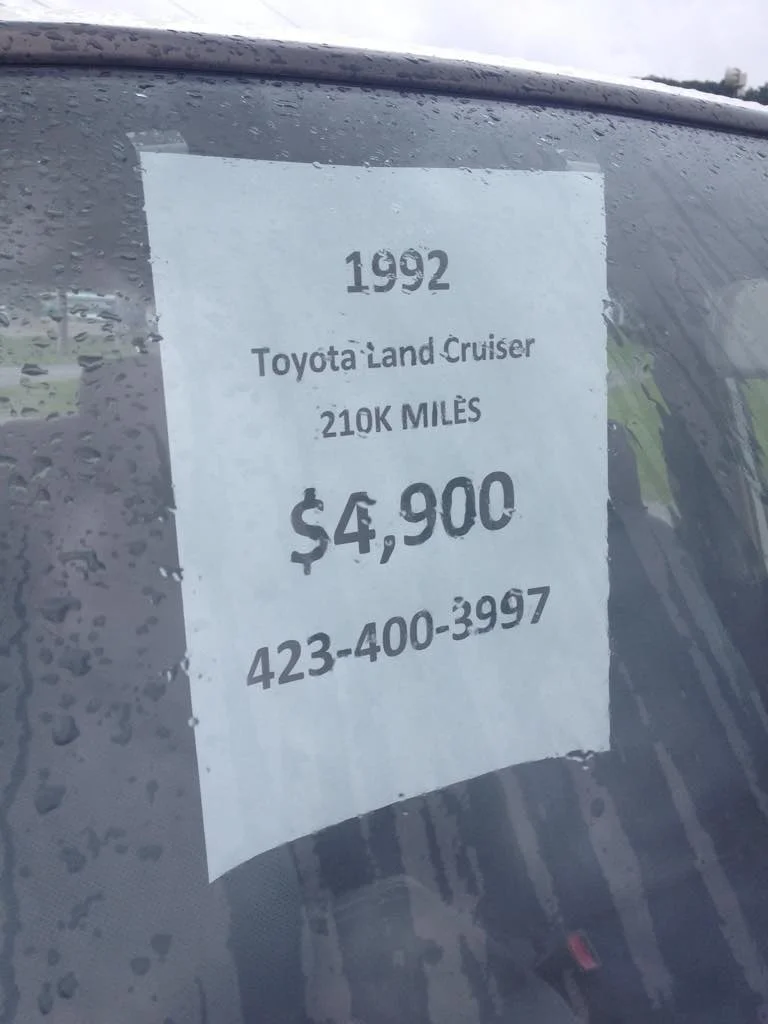 1992
Toyota Land Cruiser
210K MILES
$4,900
423-400-3997